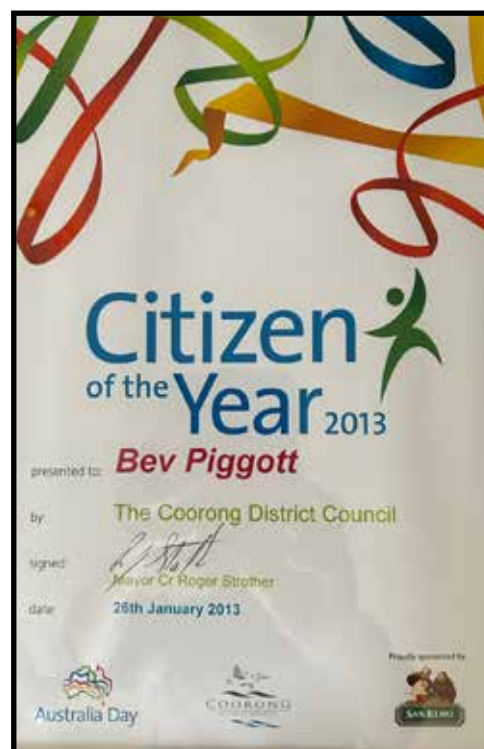 Citizen
of the Year 2013
presented to: Bev Piggott
by: The Coorong District Council
signed:
Mayor Cr Roger Strother
date: 26th January 2013
Proudly sponsored by
Australia Day
COORONG
SAN REMO